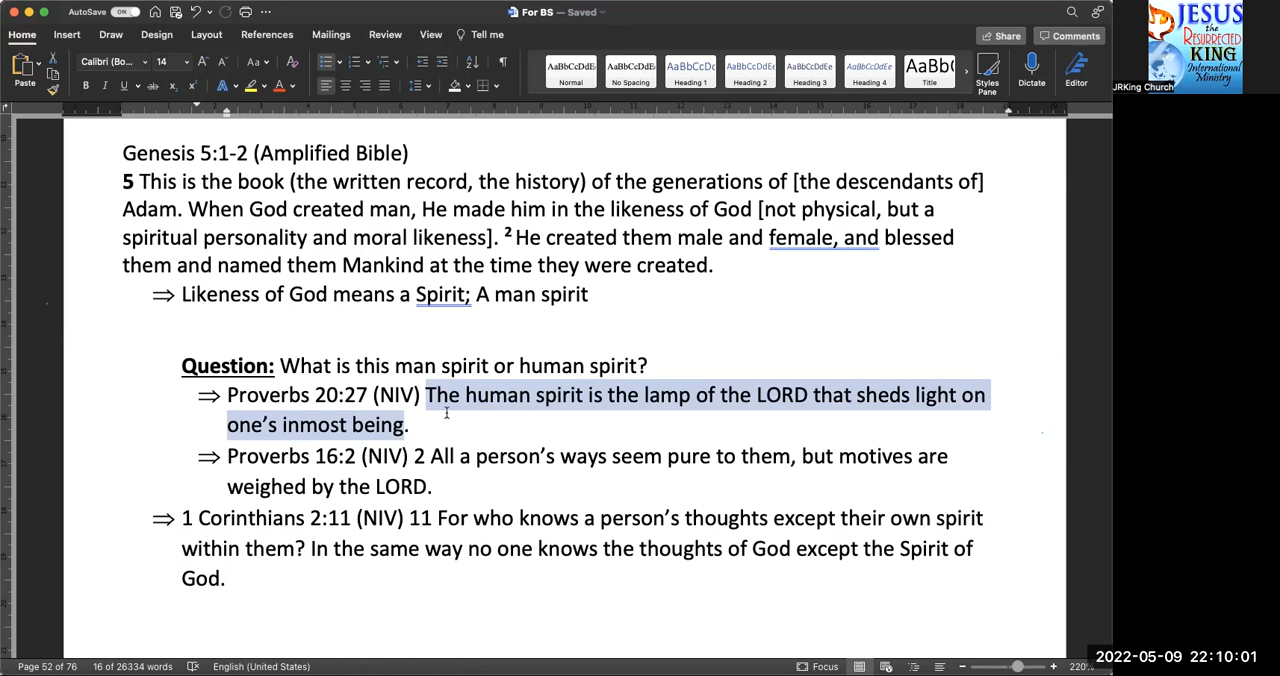 AutoSave ON
For BS — Saved
Home Insert Draw Design Layout References Mailings Review View Tell me
Share Comments
Paste
Calibri (Bo... 14
AaBbCcDdE Normal
AaBbCcDdE No Spacing
AaBbCcDc Heading 1
AaBbCcDdE Heading 2
AaBbCcDdE Heading 3
AaBbCcDdE Heading 4
AaBb( Title
Styles Pane
Dictate
Editor
JESUS
the
RESURRECTED
KING
International
Ministry
JRKing Church
Genesis 5:1-2 (Amplified Bible)
5 This is the book (the written record, the history) of the generations of [the descendants of]
Adam. When God created man, He made him in the likeness of God [not physical, but a
spiritual personality and moral likeness]. 2 He created them male and female, and blessed
them and named them Mankind at the time they were created.
⇒ Likeness of God means a Spirit; A man spirit
Question: What is this man spirit or human spirit?
⇒ Proverbs 20:27 (NIV) The human spirit is the lamp of the LORD that sheds light on
one’s inmost being.
⇒ Proverbs 16:2 (NIV) 2 All a person’s ways seem pure to them, but motives are
weighed by the LORD.
⇒ 1 Corinthians 2:11 (NIV) 11 For who knows a person’s thoughts except their own spirit
within them? In the same way no one knows the thoughts of God except the Spirit of
God.
Page 52 of 76 16 of 26334 words English (United States) Focus 220%
2022-05-09 22:10:01